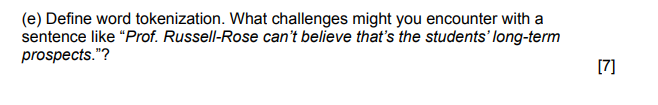 (e) Define word tokenization. What challenges might you encounter with a
sentence like “Prof. Russell-Rose can’t believe that’s the students’ long-term
prospects.”?
[7]